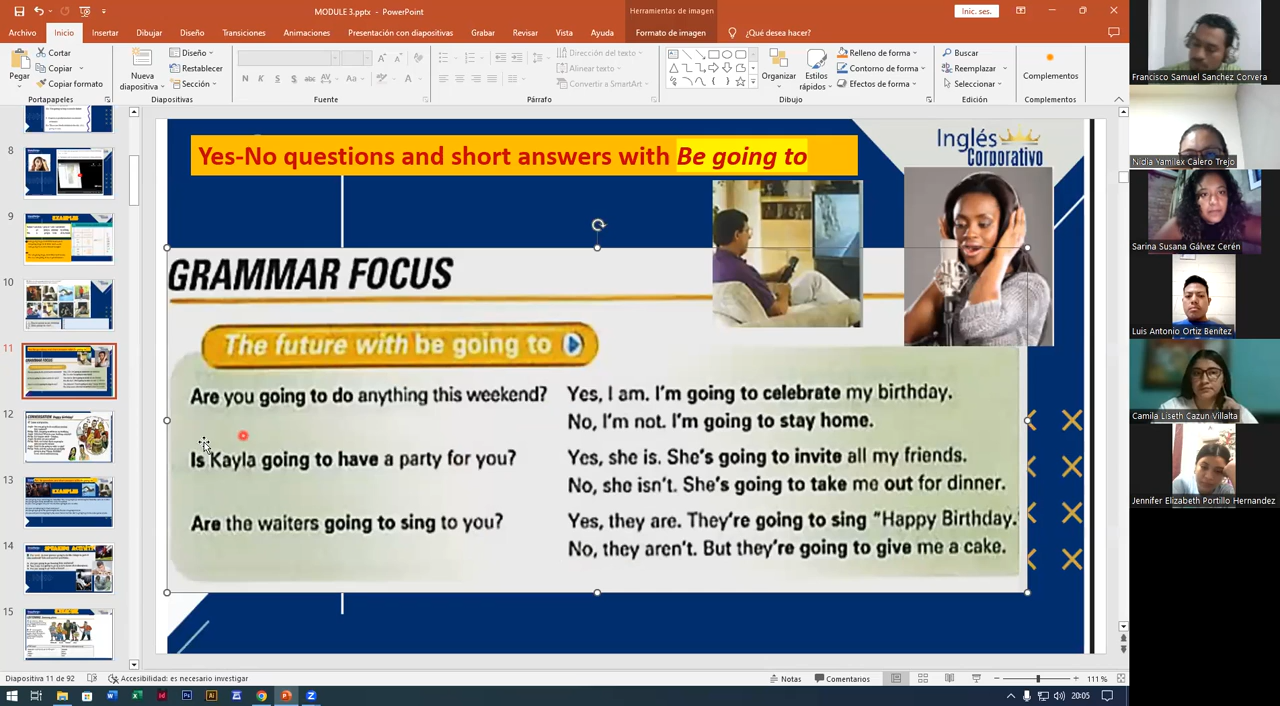 MODULE 3.pptx - PowerPoint
Herramientas de imagen
Inic. ses.
Archivo Inicio Insertar Dibujar Diseño Transiciones Animaciones Presentación con diapositivas Grabar Revisar Vista Ayuda Formato de imagen ¿Qué desea hacer?
Pegar
Cortar
Copiar
Copiar formato
Portapapeles
Nueva diapositiva
Diseño
Restablecer
Sección
Diapositivas
Fuente
Dirección del texto
Alinear texto
Convertir a SmartArt
Párrafo
Organizar
Estilos rápidos
Relleno de forma
Contorno de forma
Efectos de forma
Dibujo
Buscar
Reemplazar
Seleccionar
Edición
Complementos
Complementos
8
9
10
11
12
13
14
15
Yes-No questions and short answers with Be going to
Inglés
Corporativo
GRAMMAR FOCUS
The future with be going to
Are you going to do anything this weekend? Yes, I am. I'm going to celebrate my birthday.
No, I'm not. I'm going to stay home.
Is Kayla going to have a party for you? Yes, she is. She's going to invite all my friends.
No, she isn't. She's going to take me out for dinner.
Are the waiters going to sing to you? Yes, they are. They're going to sing “Happy Birthday.”
No, they aren't. But they're going to give me a cake.
Francisco Samuel Sanchez Corvera
Nidia Yamilex Calero Trejo
Sarina Susana Gálvez Cerén
Luis Antonio Ortiz Benítez
Camila Liseth Cazun Villalta
Jennifer Elizabeth Portillo Hernandez
Diapositiva 11 de 92 Accesibilidad: es necesario investigar Notas Comentarios 111 %
20:05